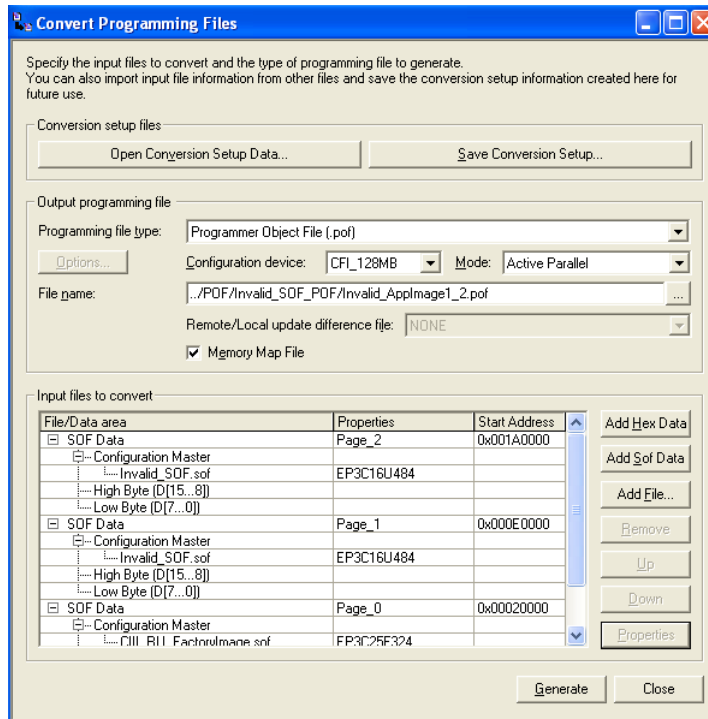 Convert Programming Files
Specify the input files to convert and the type of programming file to generate.
You can also import input file information from other files and save the conversion setup information created here for
future use.
Conversion setup files
Open Conversion Setup Data...
Save Conversion Setup...
Output programming file
Programming file type:
Programmer Object File (.pof)
Options...
Configuration device:
CFI_128MB
Mode:
Active Parallel
File name:
../POF/Invalid_SOF_POF/Invalid_AppImage1_2.pof
...
Remote/Local update difference file:
NONE
Memory Map File
Input files to convert
File/Data area Properties Start Address
SOF Data Page_2 0x001A0000
Configuration Master
Invalid_SOF.sof EP3C16U484
High Byte (D[15...8])
Low Byte (D[7...0])
SOF Data Page_1 0x000E0000
Configuration Master
Invalid_SOF.sof EP3C16U484
High Byte (D[15...8])
Low Byte (D[7...0])
SOF Data Page_0 0x00020000
Configuration Master
CIII_RU_FactoryImage.sof EP3C25F324
Add Hex Data
Add Sof Data
Add File...
Remove
Up
Down
Properties
Generate
Close